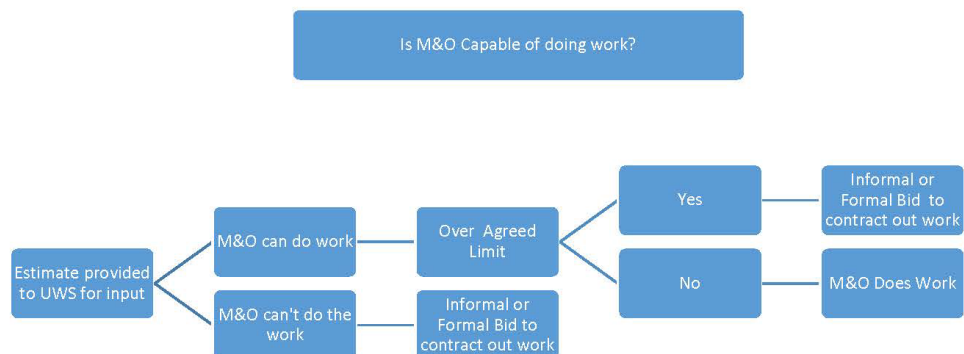 Is M&O Capable of doing work?
Estimate provided
to UWS for input
M&O can do work
Over Agreed
Limit
Yes
Informal or
Formal Bid to
contract out work
No
M&O Does Work
M&O can't do the
work
Informal or
Formal Bid to
contract out work